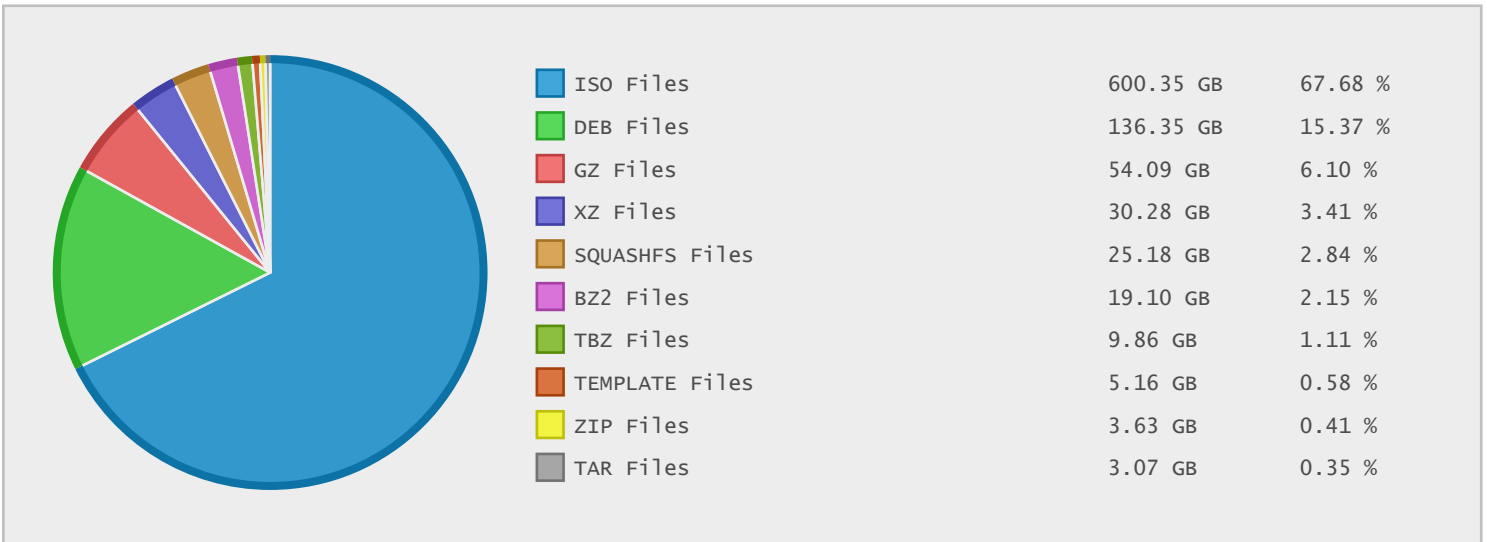 ISO Files 600.35 GB 67.68 %
DEB Files 136.35 GB 15.37 %
GZ Files 54.09 GB 6.10 %
XZ Files 30.28 GB 3.41 %
SQUASHFS Files 25.18 GB 2.84 %
BZ2 Files 19.10 GB 2.15 %
TBZ Files 9.86 GB 1.11 %
TEMPLATE Files 5.16 GB 0.58 %
ZIP Files 3.63 GB 0.41 %
TAR Files 3.07 GB 0.35 %